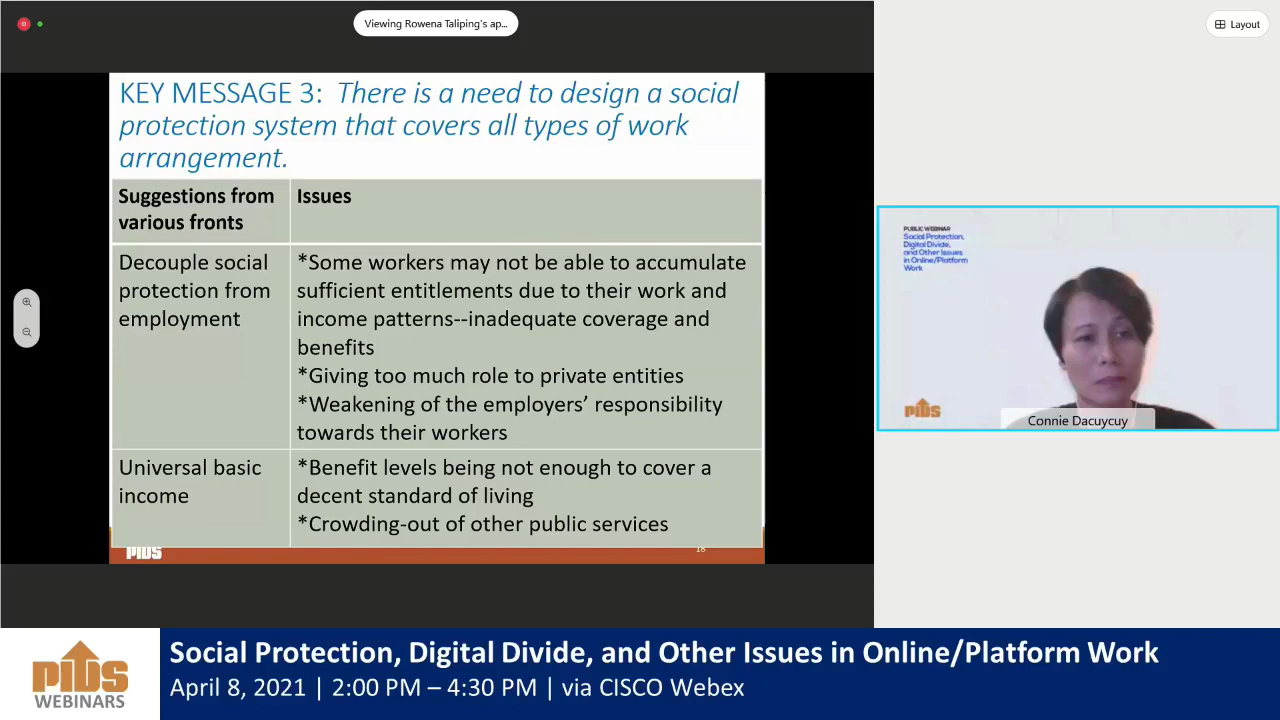 Viewing Rowena Taliping's ap...
Layout
KEY MESSAGE 3: There is a need to design a social
protection system that covers all types of work
arrangement.
Suggestions from
various fronts
Issues
Decouple social
protection from
employment
*Some workers may not be able to accumulate
sufficient entitlements due to their work and
income patterns--inadequate coverage and
benefits
*Giving too much role to private entities
*Weakening of the employers’ responsibility
towards their workers
Universal basic
income
*Benefit levels being not enough to cover a
decent standard of living
*Crowding-out of other public services
PIDS
18
PUBLIC WEBINAR
Social Protection,
Digital Divide,
and Other Issues
in Online/Platform
Work
PIDS
Connie Dacuycuy
PIDS
WEBINARS
Social Protection, Digital Divide, and Other Issues in Online/Platform Work
April 8, 2021 | 2:00 PM – 4:30 PM | via CISCO Webex